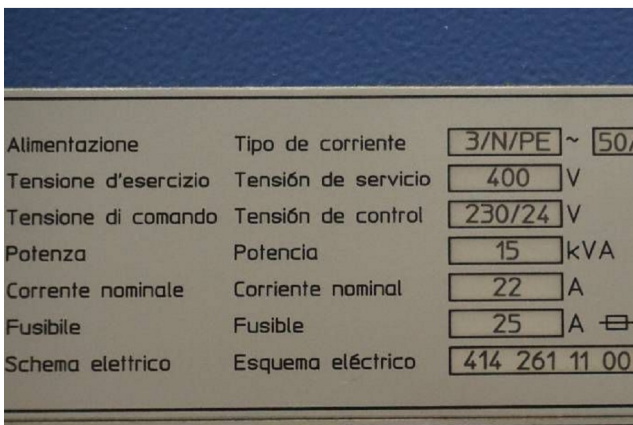 Alimentazione Tipo de corriente 3/N/PE ~ 50/
Tensione d'esercizio Tensión de servicio 400 V
Tensione di comando Tensión de control 230/24 V
Potenza Potencia 15 kVA
Corrente nominale Corriente nominal 22 A
Fusibile Fusible 25 A
Schema elettrico Esquema eléctrico 414 261 11 00